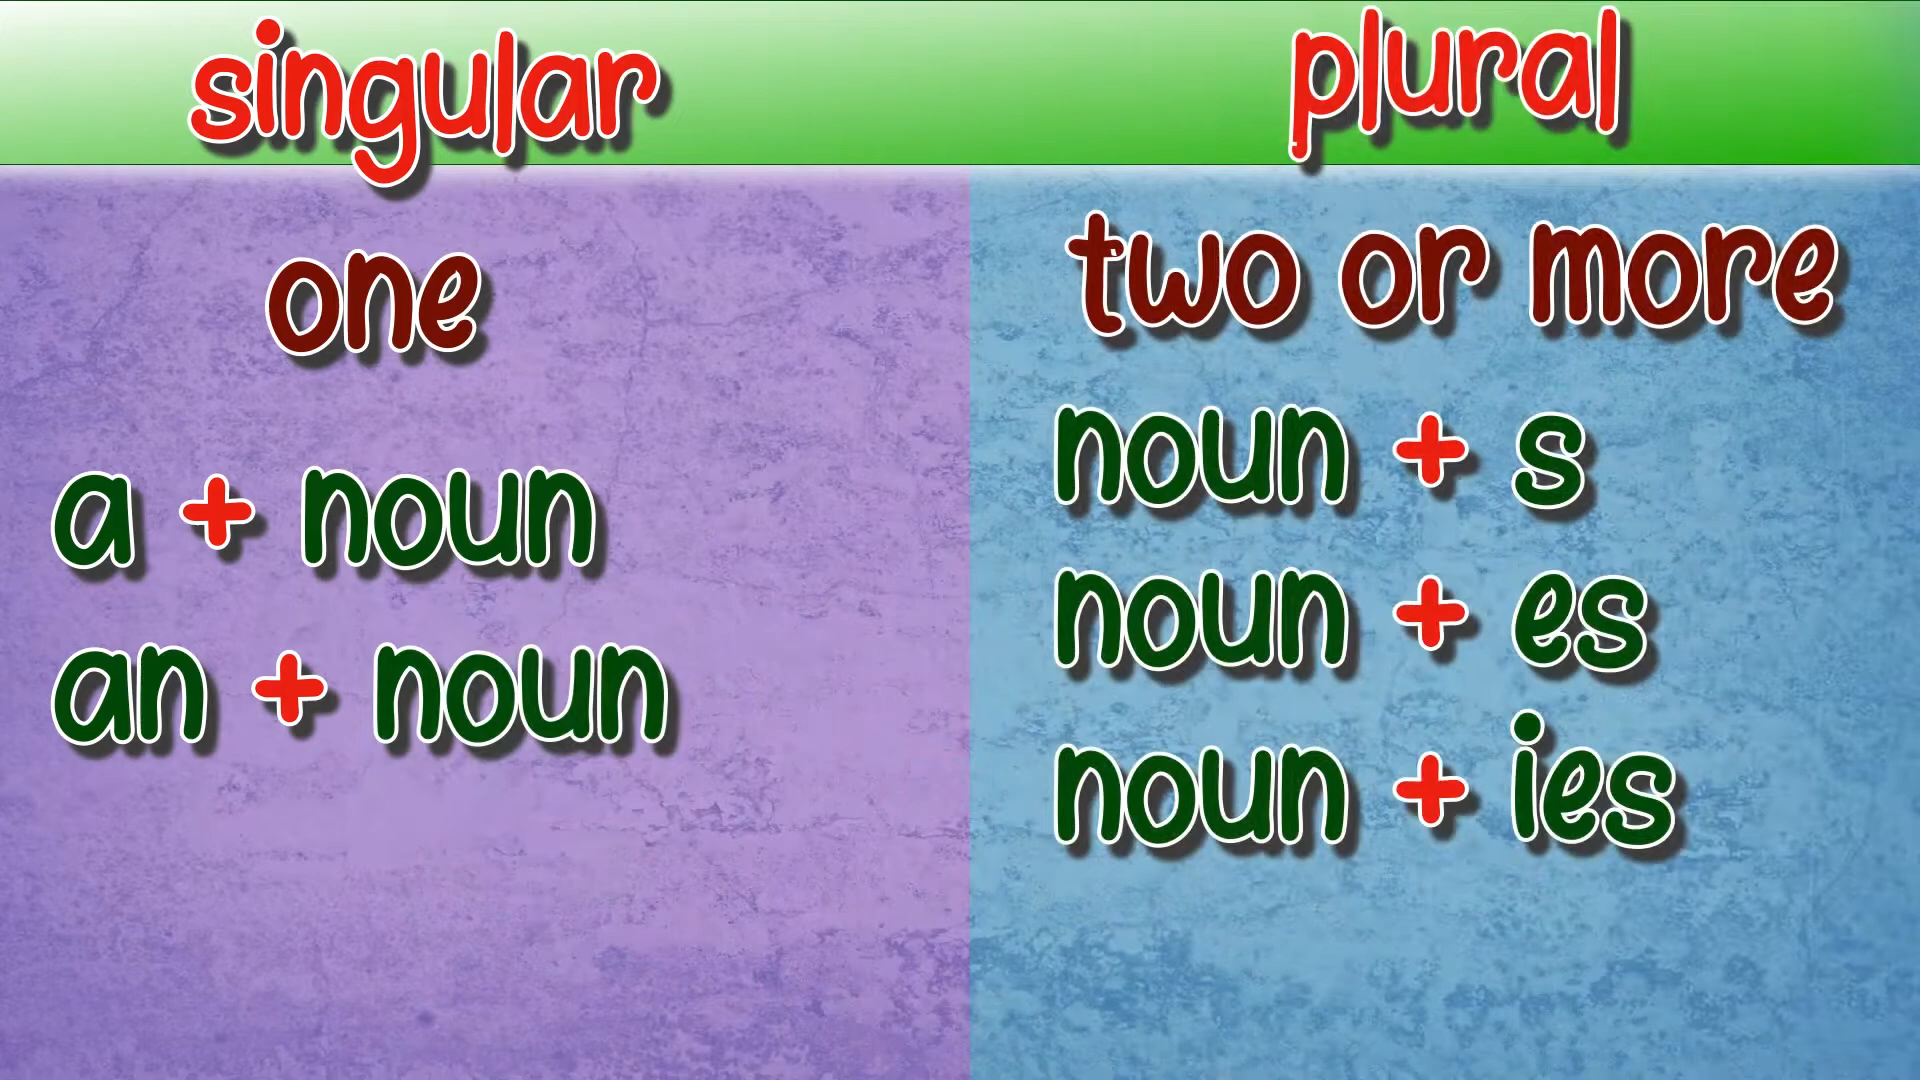 singular
plural
one
a + noun
an + noun
two or more
noun + s
noun + es
noun + ies